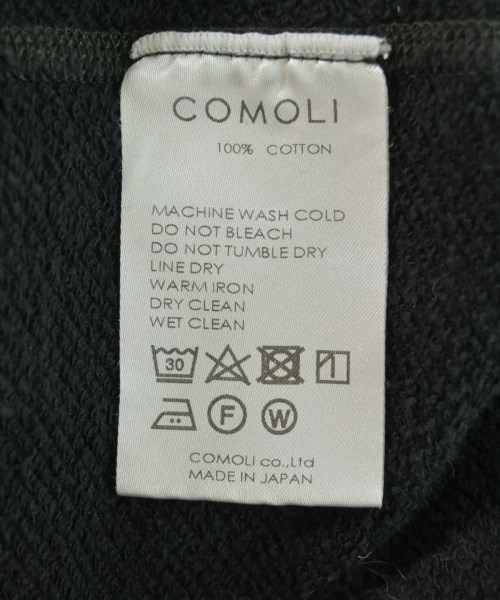 COMOLI
100% COTTON
MACHINE WASH COLD
DO NOT BLEACH
DO NOT TUMBLE DRY
LINE DRY
WARM IRON
DRY CLEAN
WET CLEAN
30
F W
COMOLI co.,Ltd
MADE IN JAPAN